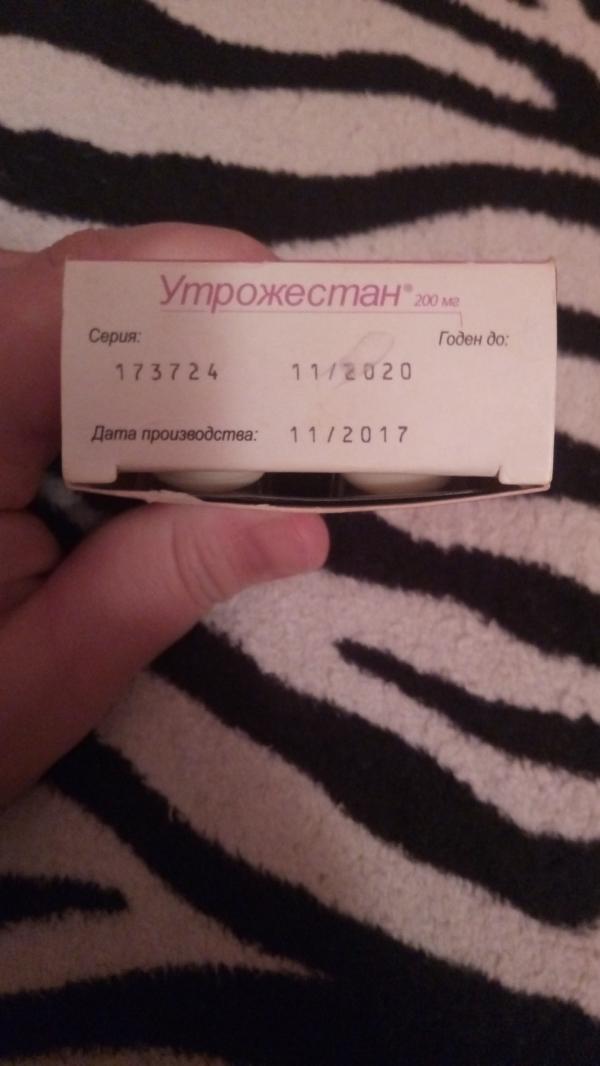 Утрожестан® 200 мг
Серия: Годен до:
173724 11/2020
Дата производства: 11/2017